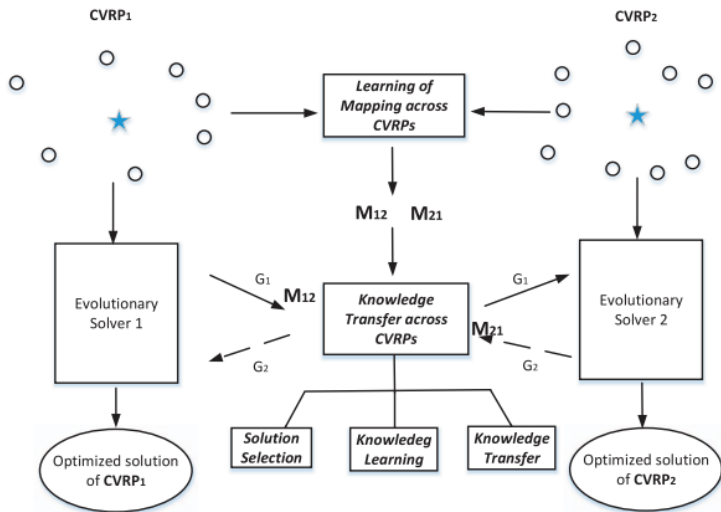 CVRP1
CVRP2
Learning of
Mapping across
CVRPs
M12 M21
Evolutionary
Solver 1
G1
M12
G2
Knowledge
Transfer across
CVRPs
G1
M21
G2
Evolutionary
Solver 2
Solution
Selection
Knowledeg
Learning
Knowledge
Transfer
Optimized solution
of CVRP1
Optimized solution
of CVRP2